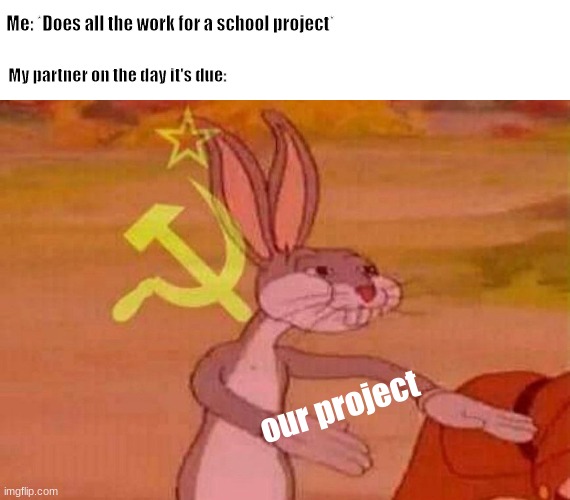 Me: *Does all the work for a school project*
My partner on the day it's due:
our project
imgflip.com